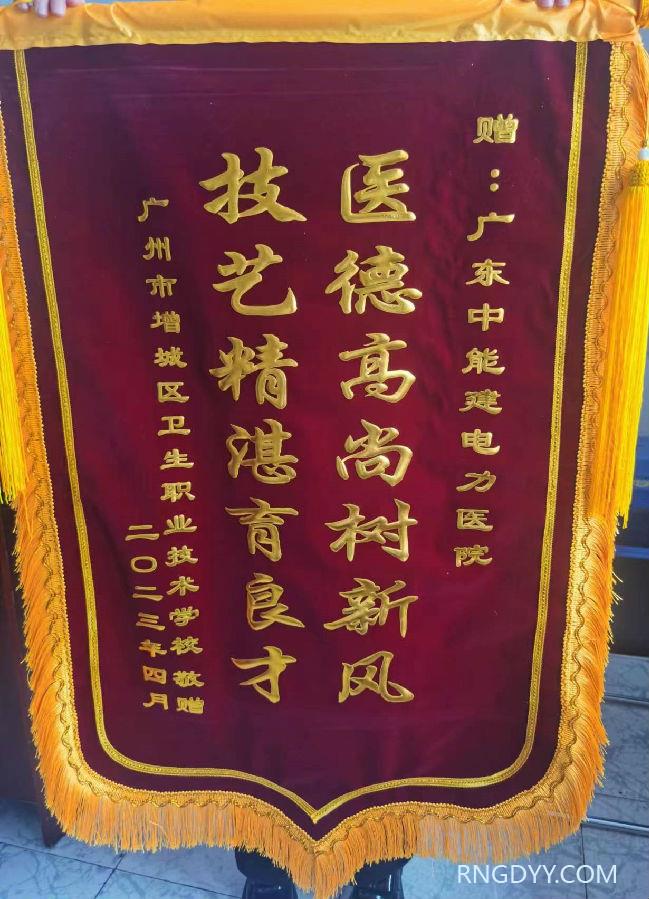 赠：广东中能建电力医院
医德高尚树新风
技艺精湛育良才
广州市增城区卫生职业技术学校敬赠
二〇二三年四月
RNGDYY.COM